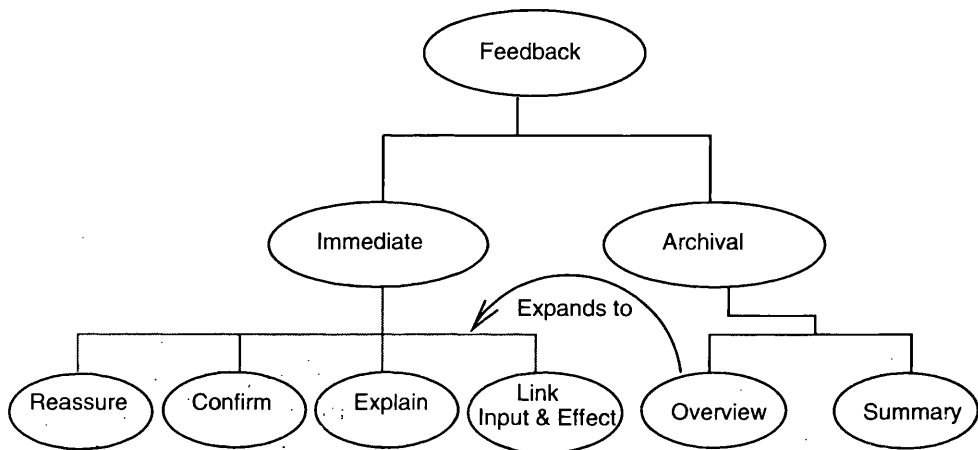 Feedback
Immediate
Archival
Expands to
Reassure
Confirm
Explain
Link
Input & Effect
Overview
Summary